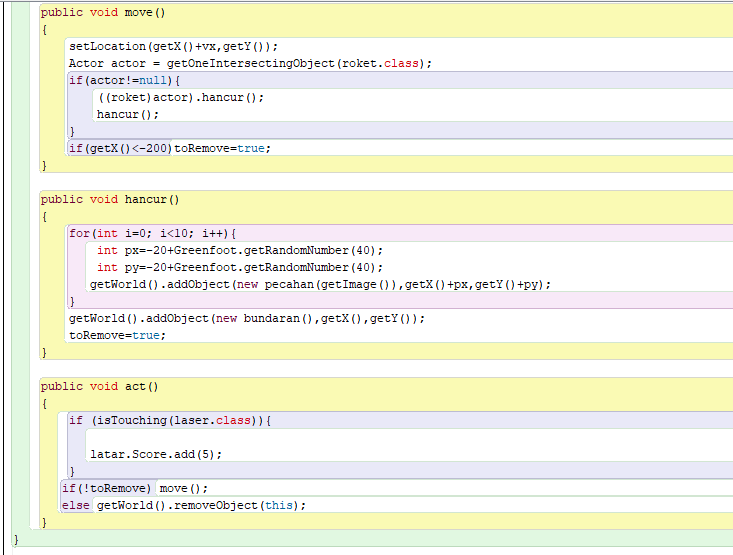 public void move()
{
setLocation(getX()+vx,getY());
Actor actor = getOneIntersectingObject(roket.class);
if(actor!=null){
((roket)actor).hancur();
hancur();
}
if(getX()<-200)toRemove=true;
}
public void hancur()
{
for(int i=0; i<10; i++){
int px=-20+Greenfoot.getRandomNumber(40);
int py=-20+Greenfoot.getRandomNumber(40);
getWorld().addObject(new pecahan(getImage()),getX()+px,getY()+py);
}
getWorld().addObject(new bundaran(),getX(),getY());
toRemove=true;
}
public void act()
{
if (isTouching(laser.class)){
latar.Score.add(5);
}
if(!toRemove) move();
else getWorld().removeObject(this);
}
}